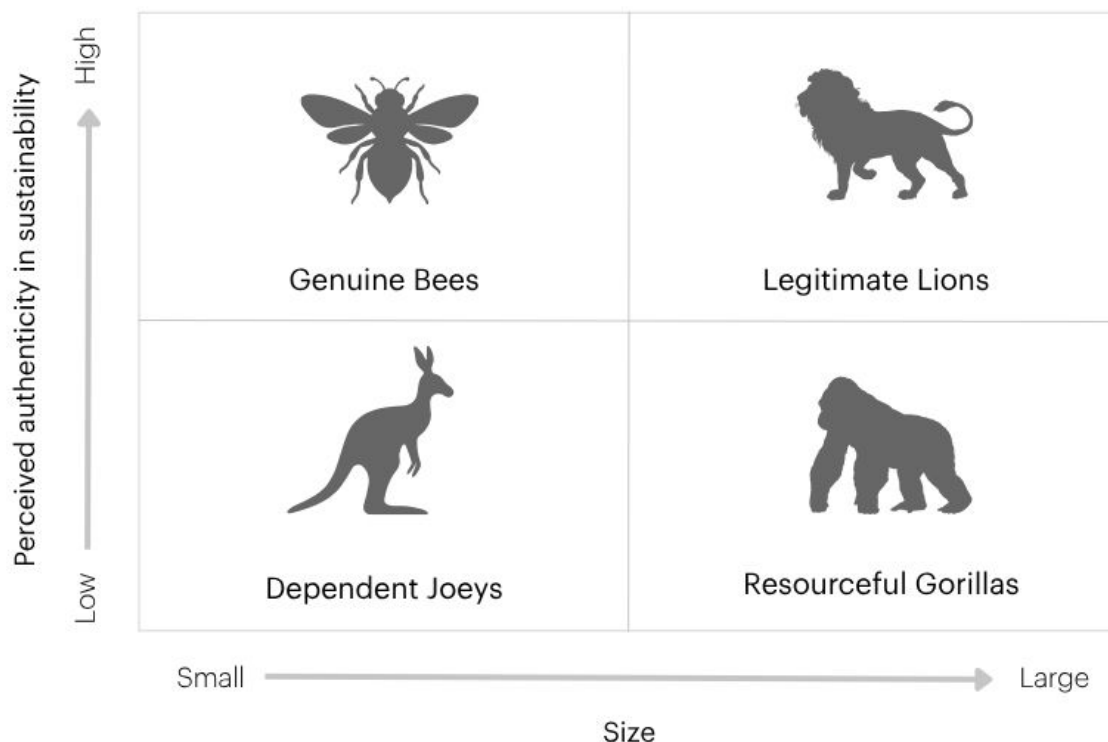 High
Perceived authenticity in sustainability
Genuine Bees
Legitimate Lions
Dependent Joeys
Resourceful Gorillas
Low
Small
Large
Size